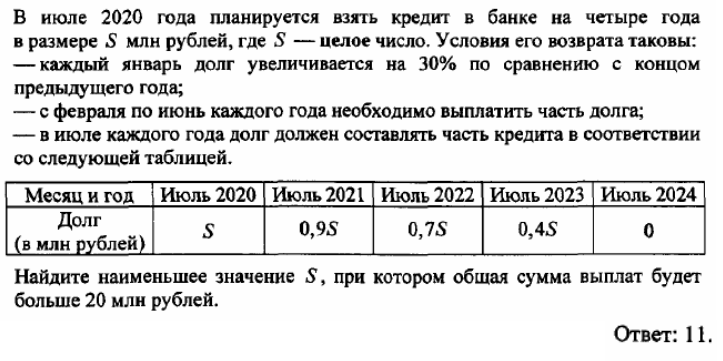 В июле 2020 года планируется взять кредит в банке на четыре года
в размере S млн рублей, где S — целое число. Условия его возврата таковы:
— каждый январь долг увеличивается на 30% по сравнению с концом
предыдущего года;
— с февраля по июнь каждого года необходимо выплатить часть долга;
— в июле каждого года долг должен составлять часть кредита в соответствии
со следующей таблицей.
Месяц и год Июль 2020 Июль 2021 Июль 2022 Июль 2023 Июль 2024
Долг
(в млн рублей) S 0,9S 0,7S 0,4S 0
Найдите наименьшее значение S, при котором общая сумма выплат будет
больше 20 млн рублей.
Ответ: 11.